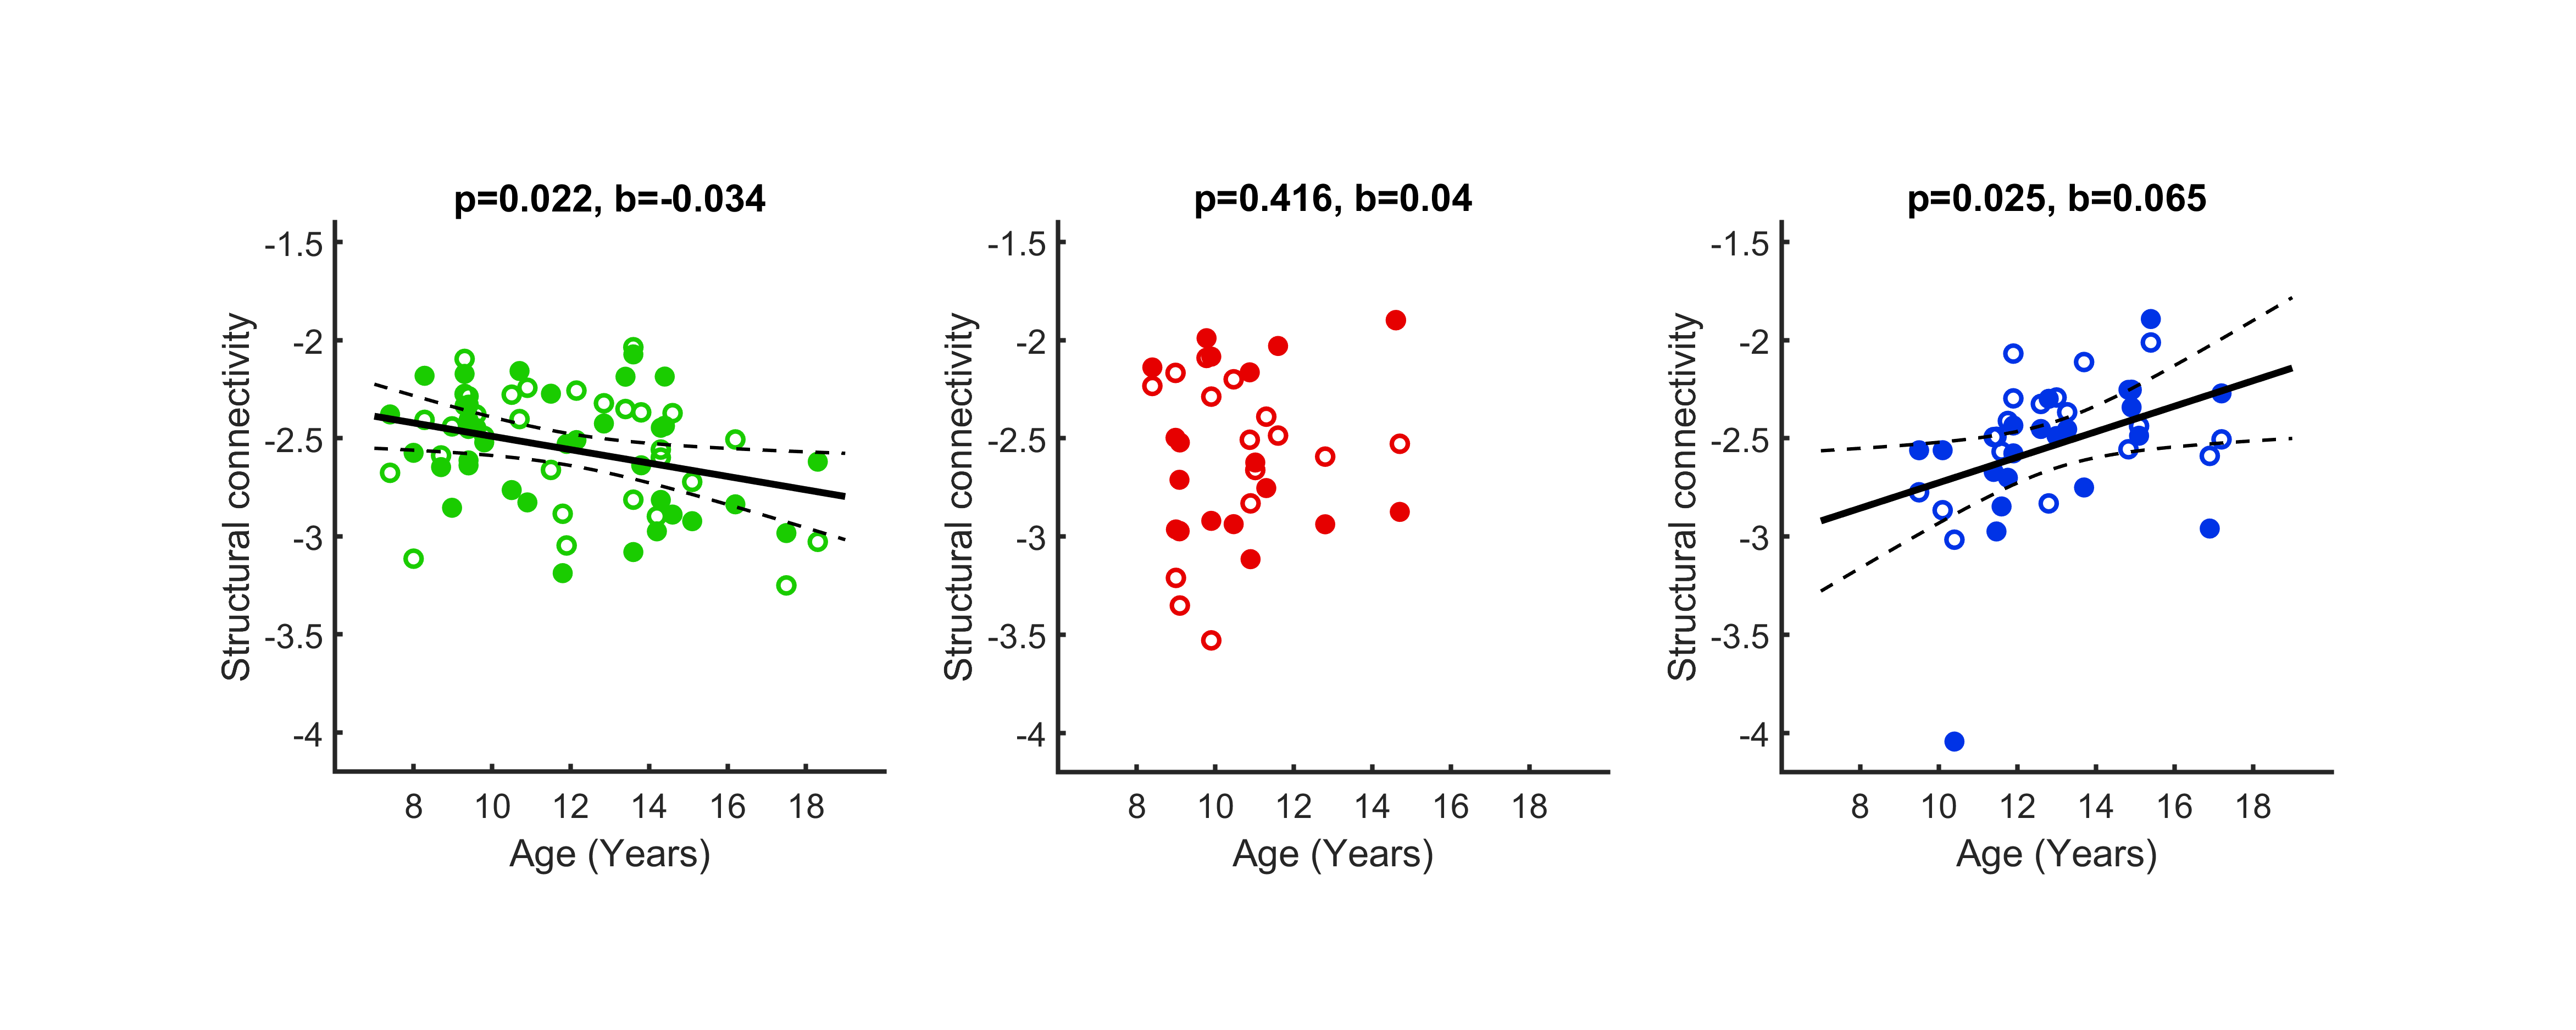 p=0.022, b=-0.034
-1.5
-2
-2.5
-3
-3.5
-4
Structural connectivity
8 10 12 14 16 18
Age (Years)
p=0.416, b=0.04
-1.5
-2
-2.5
-3
-3.5
-4
Structural connectivity
8 10 12 14 16 18
Age (Years)
p=0.025, b=0.065
-1.5
-2
-2.5
-3
-3.5
-4
Structural connectivity
8 10 12 14 16 18
Age (Years)